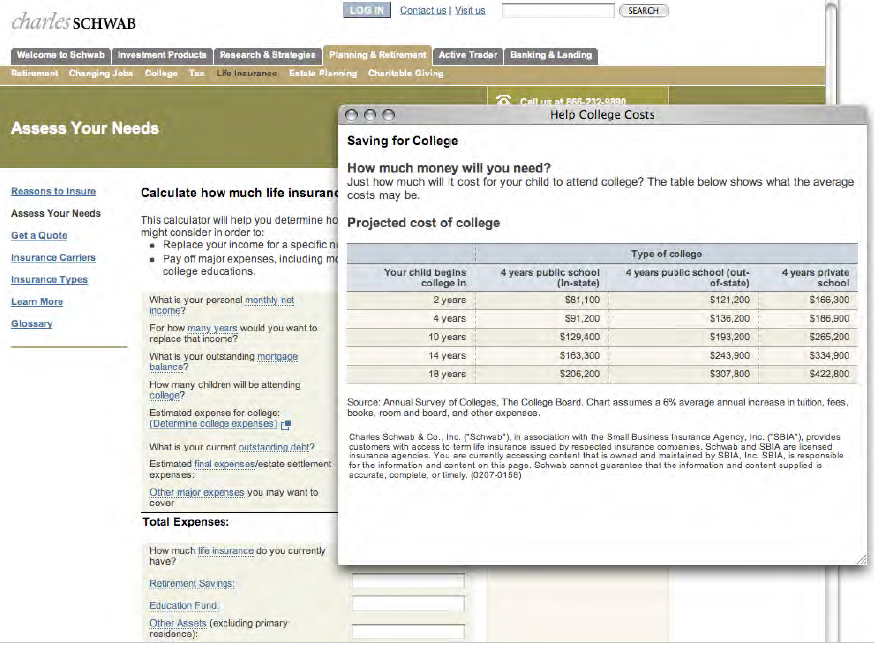 charles SCHWAB
LOG IN Contact us | Visit us SEARCH
Welcome to Schwab Investment Products Research & Strategies Planning & Retirement Active Trader Banking & Lending
Retirement Changing Jobs College Tax Life Insurance Estate Planning Charitable Giving
Call us at 866-232-9890
Assess Your Needs
Reasons to Insure
Assess Your Needs
Get a Quote
Insurance Carriers
Insurance Types
Learn More
Glossary
Calculate how much life insuranc
This calculator will help you determine ho
might consider in order to:
• Replace your income for a specific n
• Pay off major expenses, including mo
college educations.
What is your personal monthly net
income?
For how many years would you want to
replace that income?
What is your outstanding mortgage
balance?
How many children will be attending
college?
Estimated expense for college:
(Determine college expenses)
What is your current outstanding debt?
Estimated final expenses/estate settlement
expenses:
Other major expenses you may want to
cover
Total Expenses:
How much life insurance do you currently
have?
Retirement Savings:
Education Fund:
Other Assets (excluding primary
residence):
Help College Costs
Saving for College
How much money will you need?
Just how much will it cost for your child to attend college? The table below shows what the average
costs may be.
Projected cost of college
Type of college
Your child begins
college in
4 years public school
(in-state)
4 years public school (out-
of-state)
4 years private
school
2 years $81,100 $121,200 $166,300
4 years $91,200 $136,200 $186,900
10 years $129,400 $193,200 $265,200
14 years $163,300 $243,900 $334,900
18 years $206,200 $307,800 $422,800
Source: Annual Survey of Colleges, The College Board. Chart assumes a 6% average annual increase in tuition, fees,
books, room and board, and other expenses.
Charles Schwab & Co., Inc. ("Schwab"), in association with the Small Business Insurance Agency, Inc. ("SBIA"), provides
customers with access to term life insurance issued by respected insurance companies. Schwab and SBIA are licensed
insurance agencies. You are currently accessing content that is owned and maintained by SBIA, Inc. SBIA, is responsible
for the information and content on this page. Schwab cannot guarantee that the information and content supplied is
accurate, complete, or timely. (0207-0156)